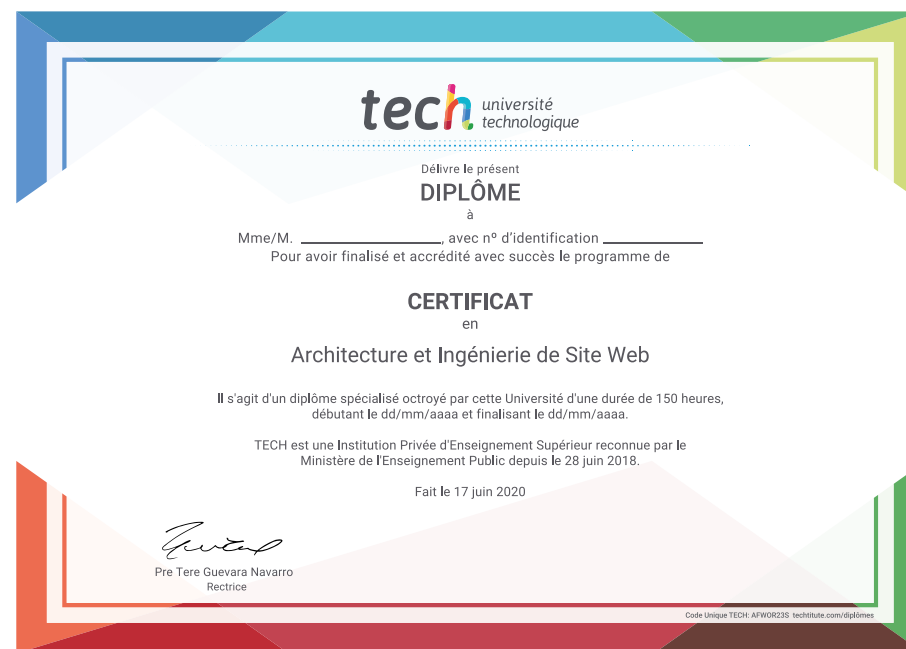 tech université
technologique
Délivre le présent
DIPLÔME
à
Mme/M. ____________________, avec nº d'identification ______________
Pour avoir finalisé et accrédité avec succès le programme de
CERTIFICAT
en
Architecture et Ingénierie de Site Web
Il s'agit d'un diplôme spécialisé octroyé par cette Université d'une durée de 150 heures,
débutant le dd/mm/aaaa et finalisant le dd/mm/aaaa.
TECH est une Institution Privée d'Enseignement Supérieur reconnue par le
Ministère de l'Enseignement Public depuis le 28 juin 2018.
Fait le 17 juin 2020
Pre Tere Guevara Navarro
Rectrice
Code Unique TECH: AFWOR23S techtitute.com/diplômes